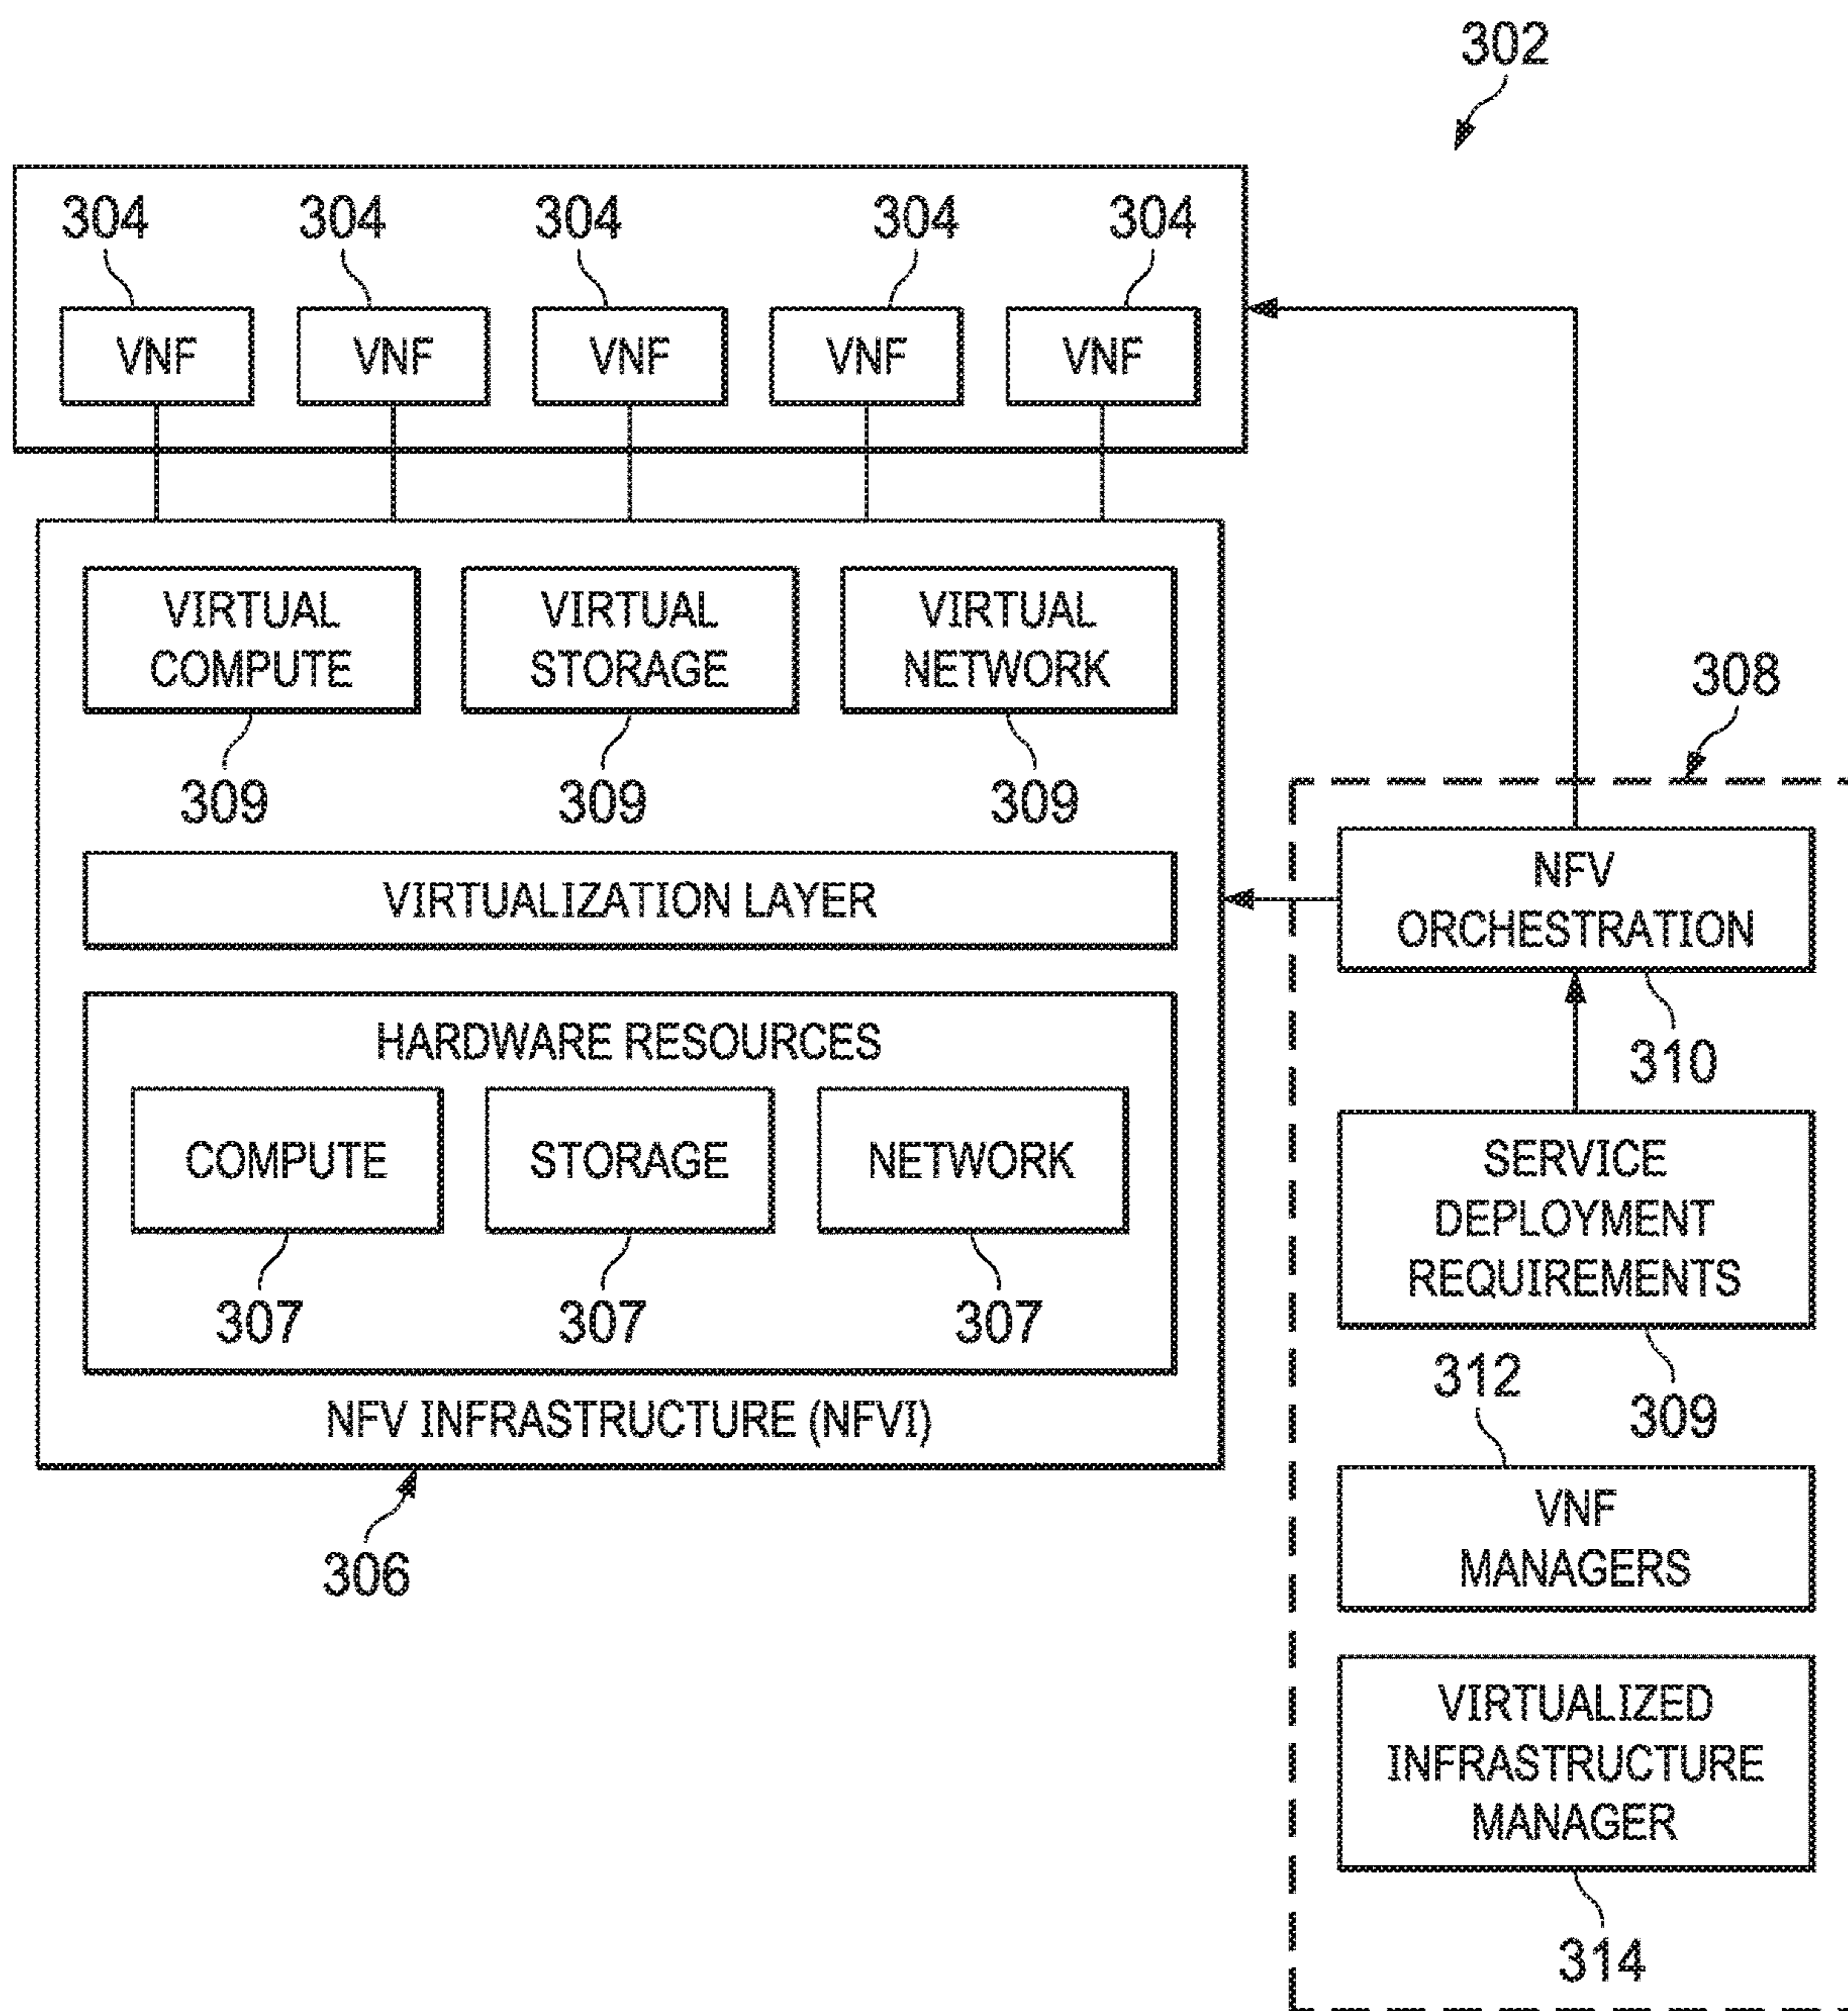 302
304 304 304 304 304
VNF VNF VNF VNF VNF
VIRTUAL
COMPUTE
VIRTUAL
STORAGE
VIRTUAL
NETWORK
309 309 309
VIRTUALIZATION LAYER
HARDWARE RESOURCES
COMPUTE STORAGE NETWORK
307 307 307
NFV INFRASTRUCTURE (NFVI)
306
308
NFV
ORCHESTRATION
310
SERVICE
DEPLOYMENT
REQUIREMENTS
309
312
VNF
MANAGERS
VIRTUALIZED
INFRASTRUCTURE
MANAGER
314